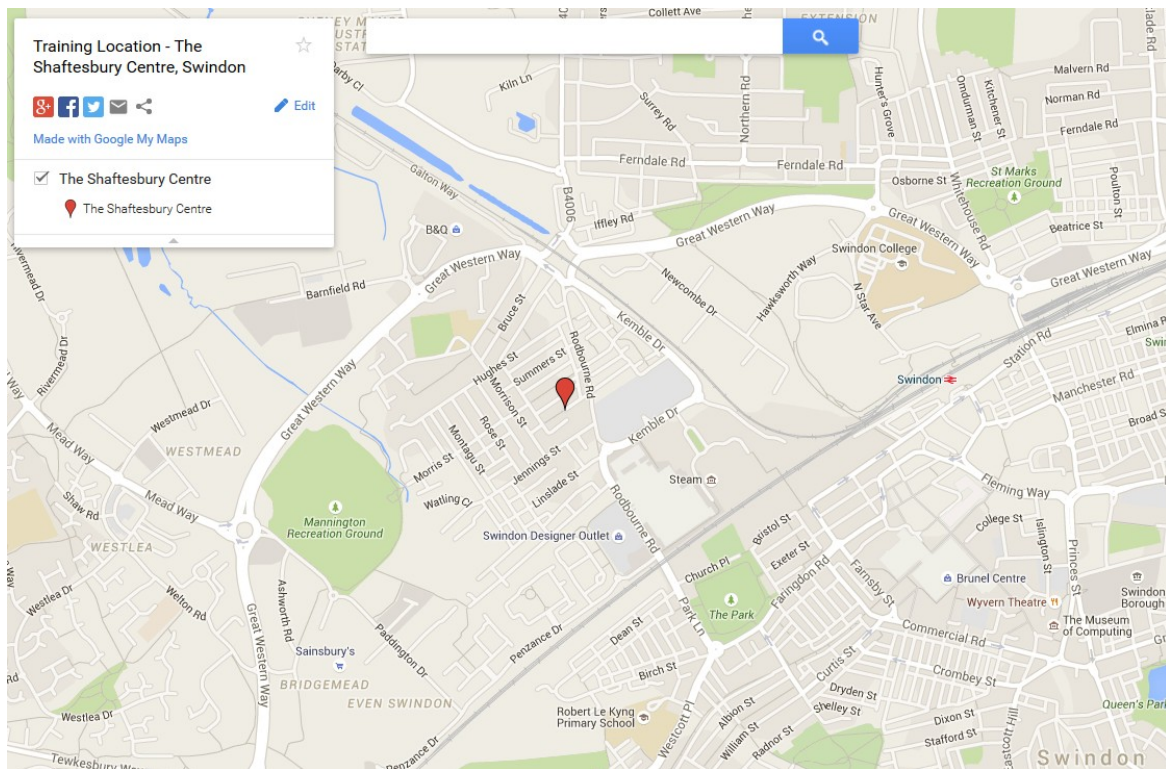 Training Location - The
Shaftesbury Centre, Swindon
Edit
Made with Google My Maps
The Shaftesbury Centre
The Shaftesbury Centre
Collett Ave
EXTENSION
Darby Cl
Kiln Ln
Surrey Rd
Northern Rd
Hunter's Grove
Omdurman St
Kitchener St
Malvern Rd
Norman Rd
Ferndale Rd
Ferndale Rd
Ferndale Rd
Galton Way
B4006
Iffley Rd
Osborne St
Whitehouse Rd
St Marks
Recreation Ground
Poulton St
Beatrice St
Great Western Way
Great Western Way
Great Western Way
Swindon College
N Star Ave
B&Q
Great Western Way
Barnfield Rd
Rivermead Dr
Rivermead Dr
Bruce St
Kemble Dr
Newcombe Dr
Hawksworth Way
Station Rd
Elmina R
Swin
Hughes St
Summers St
Rodbourne Rd
Swindon
Manchester Rd
Great Western Way
Morrison St
Rose St
Montagu St
Morris St
Jennings St
Linslade St
Watling Cl
Kemble Dr
Broad S
Westmead Dr
WESTMEAD
Mead Way
Mead Way
Shaw Rd
WESTLEA
Mannington
Recreation Ground
Steam
Rodbourne Rd
Swindon Designer Outlet
Fleming Way
College St
Islington St
Princes St
Bristol St
Exeter St
Church Pl
Faringdon Rd
Farnsby St
The Park
Park Ln
Brunel Centre
Wyvern Theatre
Swindon
Borough
The Museum
of Computing
Commercial Rd
Westlea Dr
Welton Rd
Ashworth Rd
Great Western Way
Paddington Dr
Sainsbury's
BRIDGEMEAD
EVEN SWINDON
Penzance Dr
Dean St
Birch St
Curtis St
Crombey St
Dryden St
Shelley St
Albion St
William St
Radnor St
Dixon St
Stafford St
Queen's Park
Robert Le Kyng
Primary School
Westcott Pl
Westlea Dr
Penzance Dr
Tewkesbury Way
Swindon